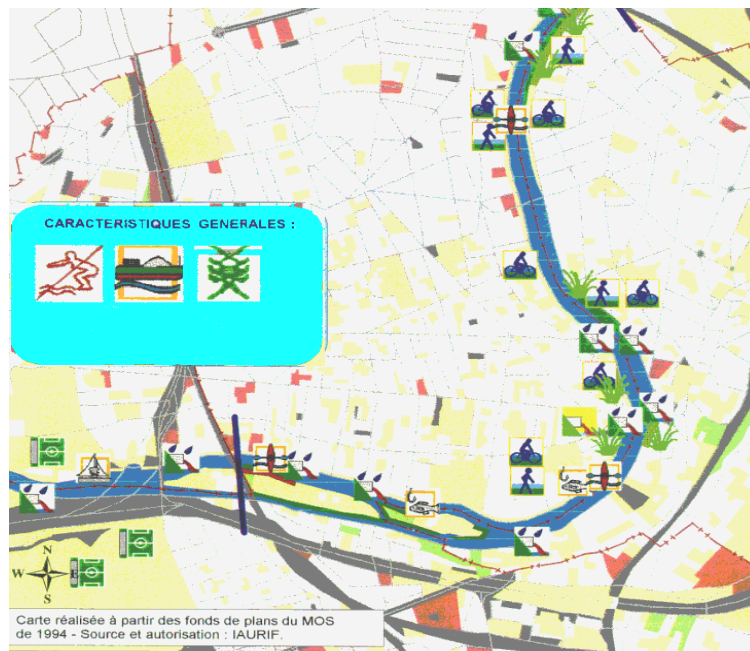 CARACTERISTIQUES GENERALES :
N
W
E
S
Carte réalisée à partir des fonds de plans du MOS
de 1994 - Source et autorisation : IAURIF.